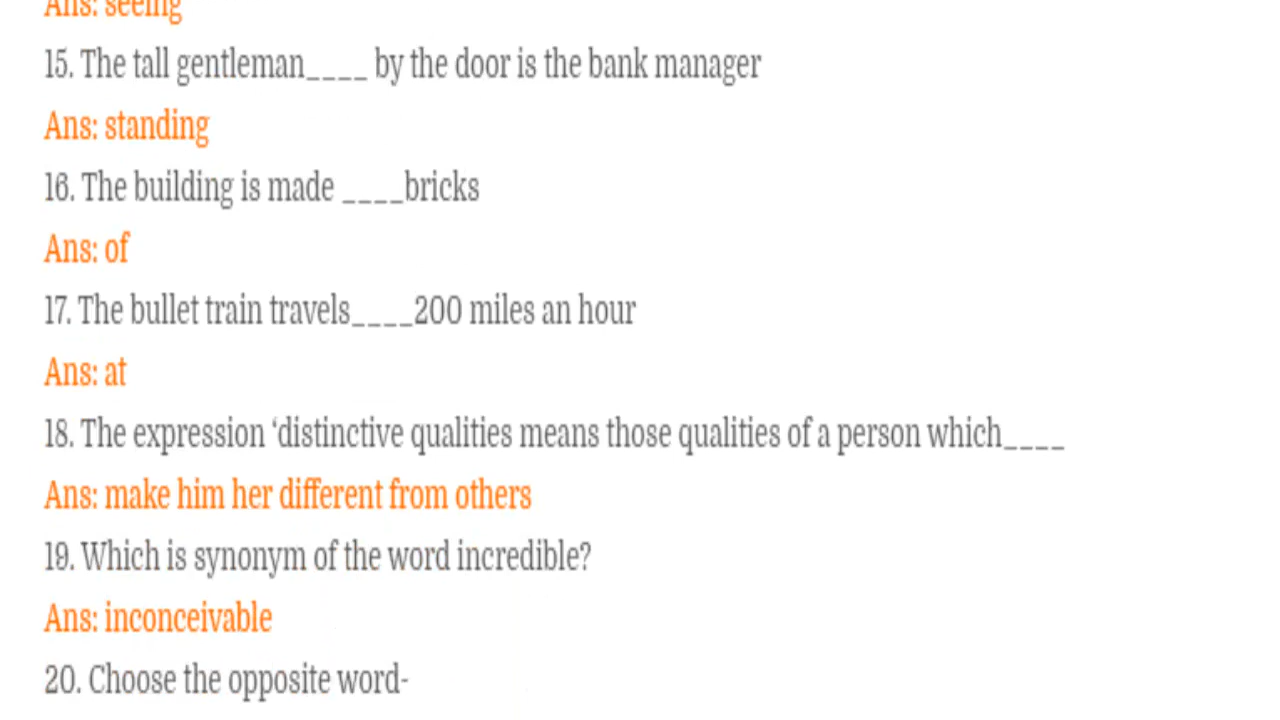 Ans: seeing
15. The tall gentleman____ by the door is the bank manager
Ans: standing
16. The building is made ____bricks
Ans: of
17. The bullet train travels____200 miles an hour
Ans: at
18. The expression ‘distinctive qualities means those qualities of a person which____
Ans: make him her different from others
19. Which is synonym of the word incredible?
Ans: inconceivable
20. Choose the opposite word-